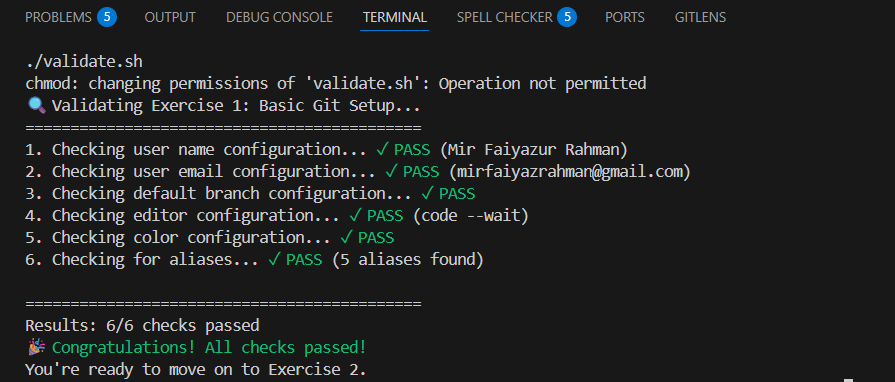 PROBLEMS 5 OUTPUT DEBUG CONSOLE TERMINAL SPELL CHECKER 5 PORTS GITLENS
./validate.sh
chmod: changing permissions of 'validate.sh': Operation not permitted
🔍 Validating Exercise 1: Basic Git Setup...
============================================
1. Checking user name configuration... ✓ PASS (Mir Faiyazur Rahman)
2. Checking user email configuration... ✓ PASS (mirfaiyazrahman@gmail.com)
3. Checking default branch configuration... ✓ PASS
4. Checking editor configuration... ✓ PASS (code --wait)
5. Checking color configuration... ✓ PASS
6. Checking for aliases... ✓ PASS (5 aliases found)
============================================
Results: 6/6 checks passed
🎉 Congratulations! All checks passed!
You're ready to move on to Exercise 2.